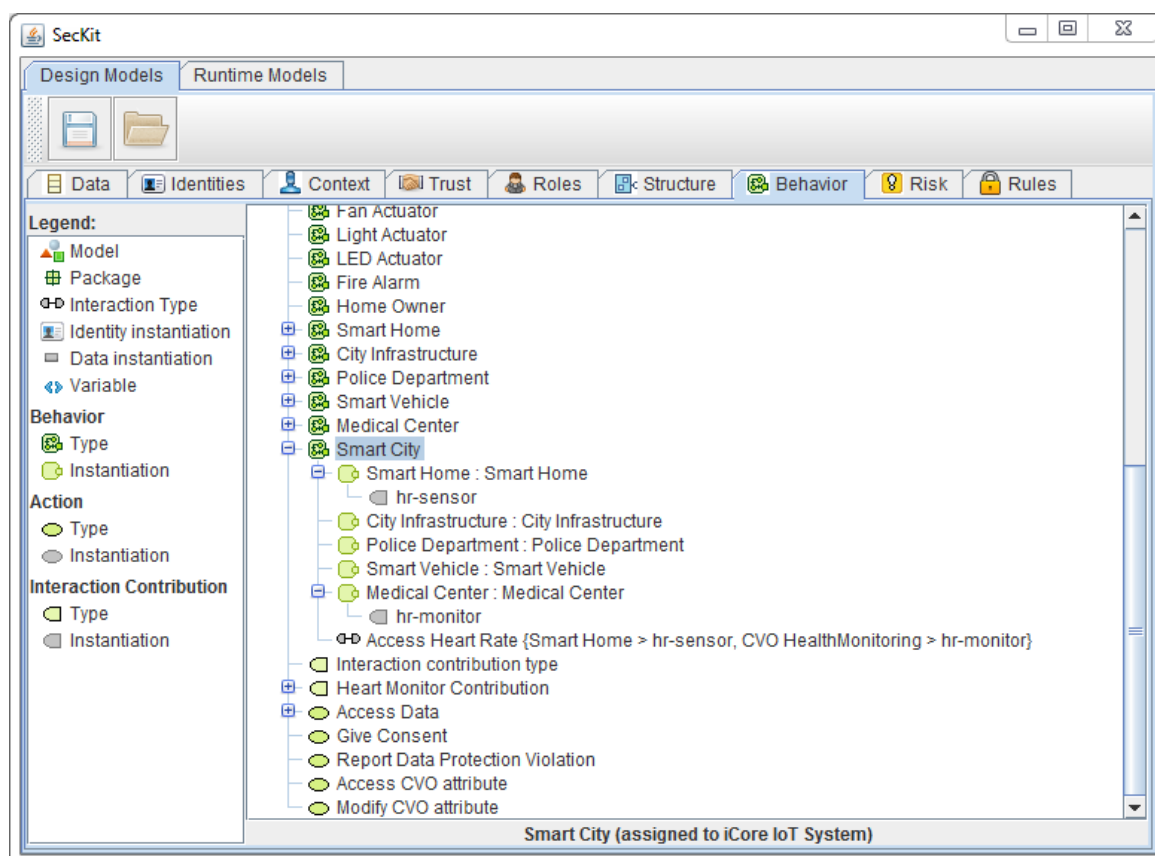 SecKit
Design Models Runtime Models
Data Identities Context Trust Roles Structure Behavior Risk Rules
Legend:
Model
Package
Interaction Type
Identity instantiation
Data instantiation
Variable
Behavior
Type
Instantiation
Action
Type
Instantiation
Interaction Contribution
Type
Instantiation
Fan Actuator
Light Actuator
LED Actuator
Fire Alarm
Home Owner
Smart Home
City Infrastructure
Police Department
Smart Vehicle
Medical Center
Smart City
Smart Home : Smart Home
hr-sensor
City Infrastructure : City Infrastructure
Police Department : Police Department
Smart Vehicle : Smart Vehicle
Medical Center : Medical Center
hr-monitor
Access Heart Rate {Smart Home > hr-sensor, CVO HealthMonitoring > hr-monitor}
Interaction contribution type
Heart Monitor Contribution
Access Data
Give Consent
Report Data Protection Violation
Access CVO attribute
Modify CVO attribute
Smart City (assigned to iCore IoT System)